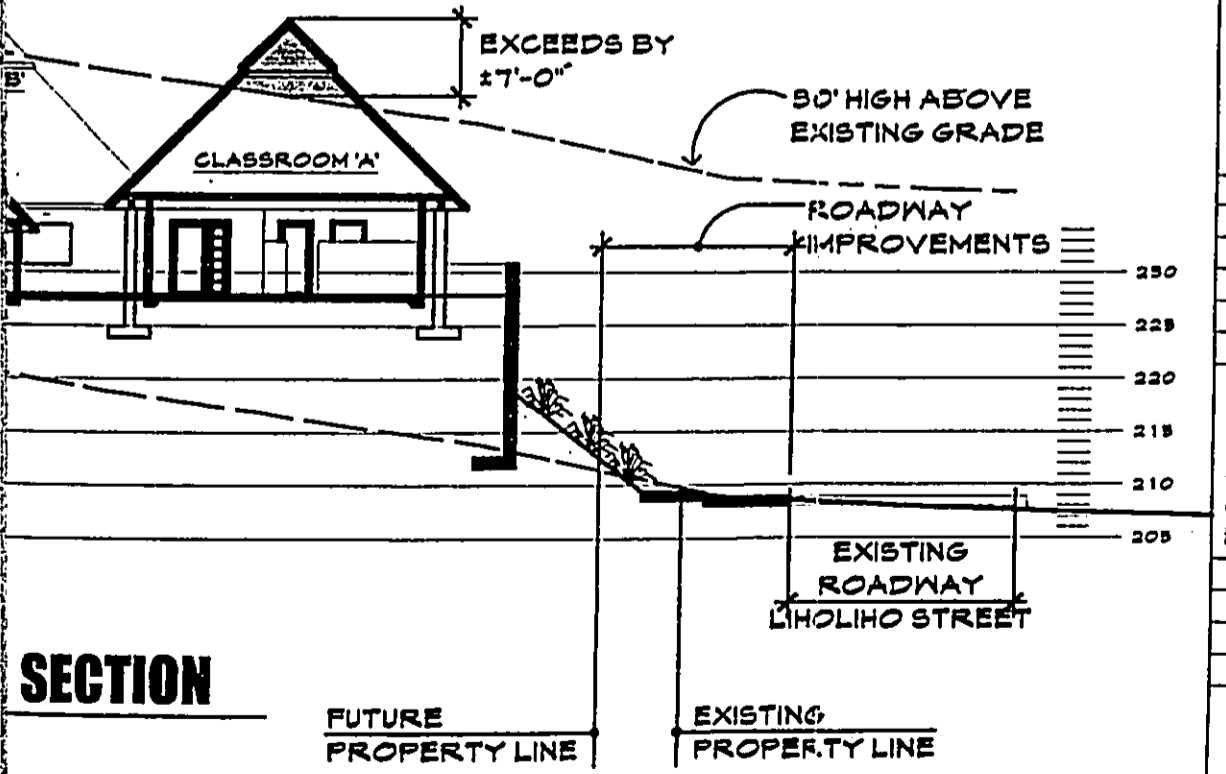 EXCEEDS BY
±7'-0"
B'
30' HIGH ABOVE
EXISTING GRADE
CLASSROOM 'A'
ROADWAY
IMPROVEMENTS
230
225
220
215
210
205
EXISTING
ROADWAY
LIHOLIHO STREET
SECTION
FUTURE
PROPERTY LINE
EXISTING
PROPERTY LINE